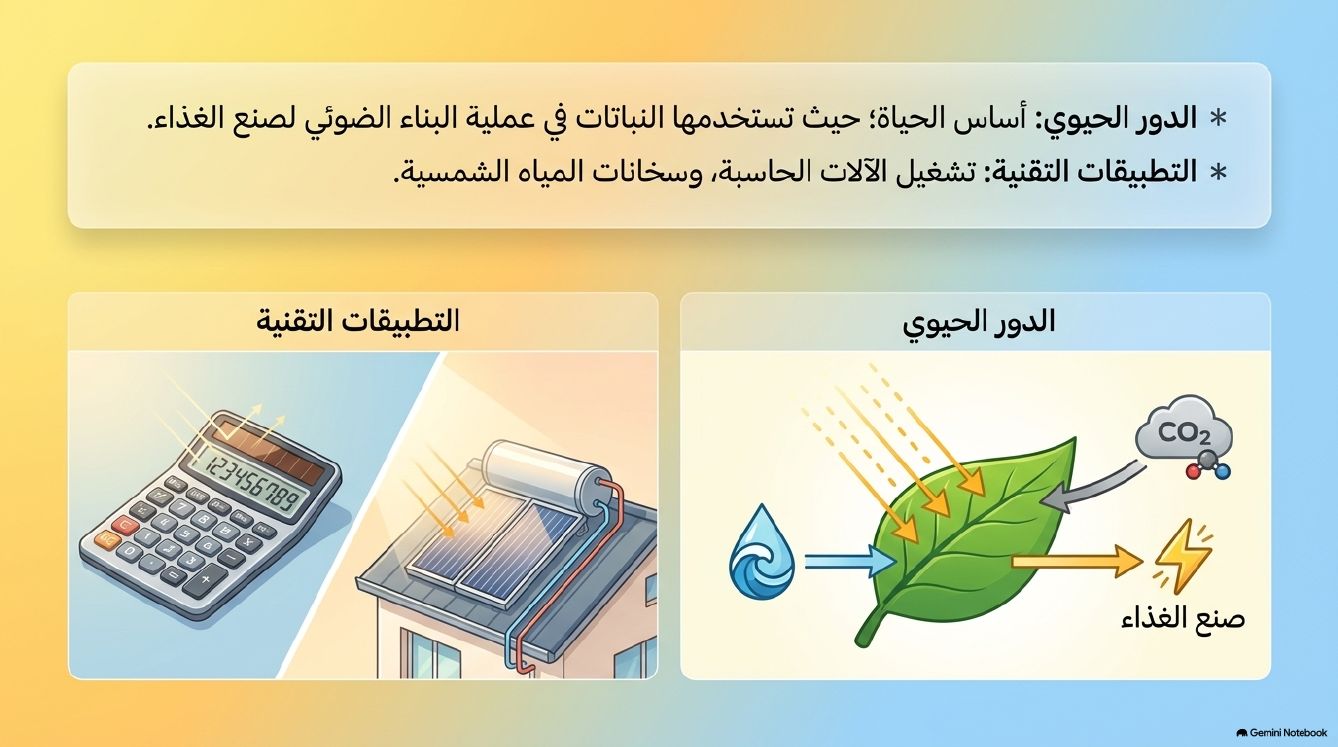 * الدور الحيوي: أساس الحياة؛ حيث تستخدمها النباتات في عملية البناء الضوئي لصنع الغذاء.
* التطبيقات التقنية: تشغيل الآلات الحاسبة، وسخانات المياه الشمسية.
الدور الحيوي
CO₂
صنع الغذاء
التطبيقات التقنية
123456789
Gemini Notebook